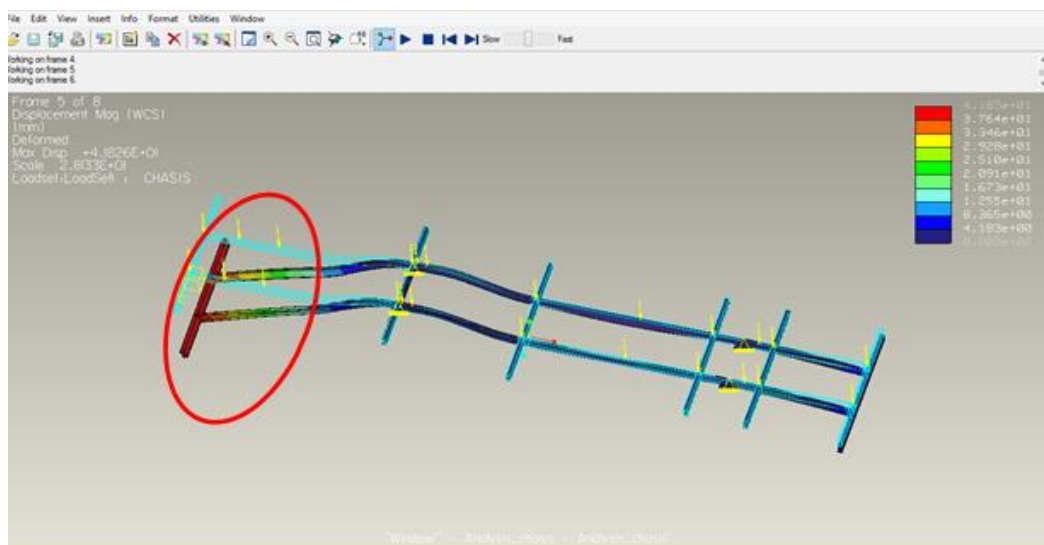 File Edit View Insert Info Format Utilities Window
Slow Fast
Working on frame 4.
Working on frame 5.
Working on frame 6.
Frame 5 of 8
Displacement Mag (WCS)
(mm)
Deformed
Max Disp +4.1826E+01
Scale 2.8133E+01
Loadset:LoadSet1 : CHASIS
4.183e+01
3.764e+01
3.346e+01
2.928e+01
2.510e+01
2.091e+01
1.673e+01
1.255e+01
8.365e+00
4.183e+00
0.000e+00
"Window1" - Analysis_chasis - Analysis_chasis